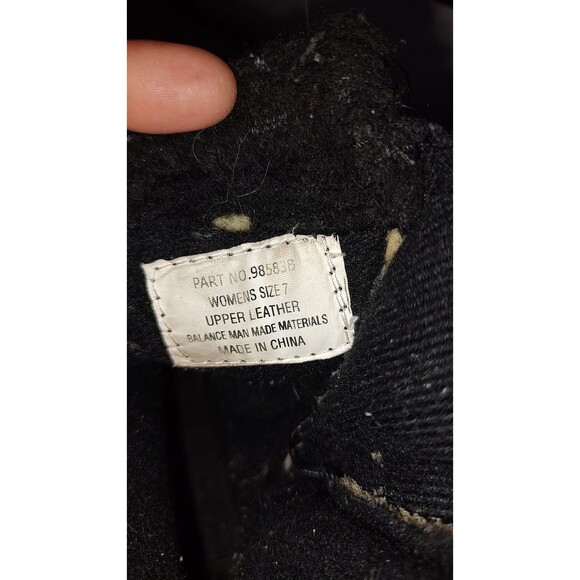 PART NO.98583B
WOMENS SIZE 7
UPPER LEATHER
BALANCE MAN MADE MATERIALS
MADE IN CHINA